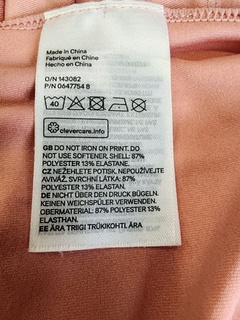 Made in China
Fabriqué en Chine
Hecho en China
O/N 143082
P/N 0647754 8
40
clevercare.info
GB DO NOT IRON ON PRINT. DO
NOT USE SOFTENER. SHELL: 87%
POLYESTER 13% ELASTANE.
CZ NEŽEHLETE POTISK. NEPOUŽÍVEJTE
AVIVÁŽ. SVRCHNÍ LÁTKA: 87%
POLYESTER 13% ELASTAN.
DE NICHT ÜBER DEN DRUCK BÜGELN.
KEINEN WEICHSPÜLER VERWENDEN.
OBERMATERIAL: 87% POLYESTER 13%
ELASTHAN.
EE ÄRA TRIIGI TRÜKIKOHTI. ÄRA